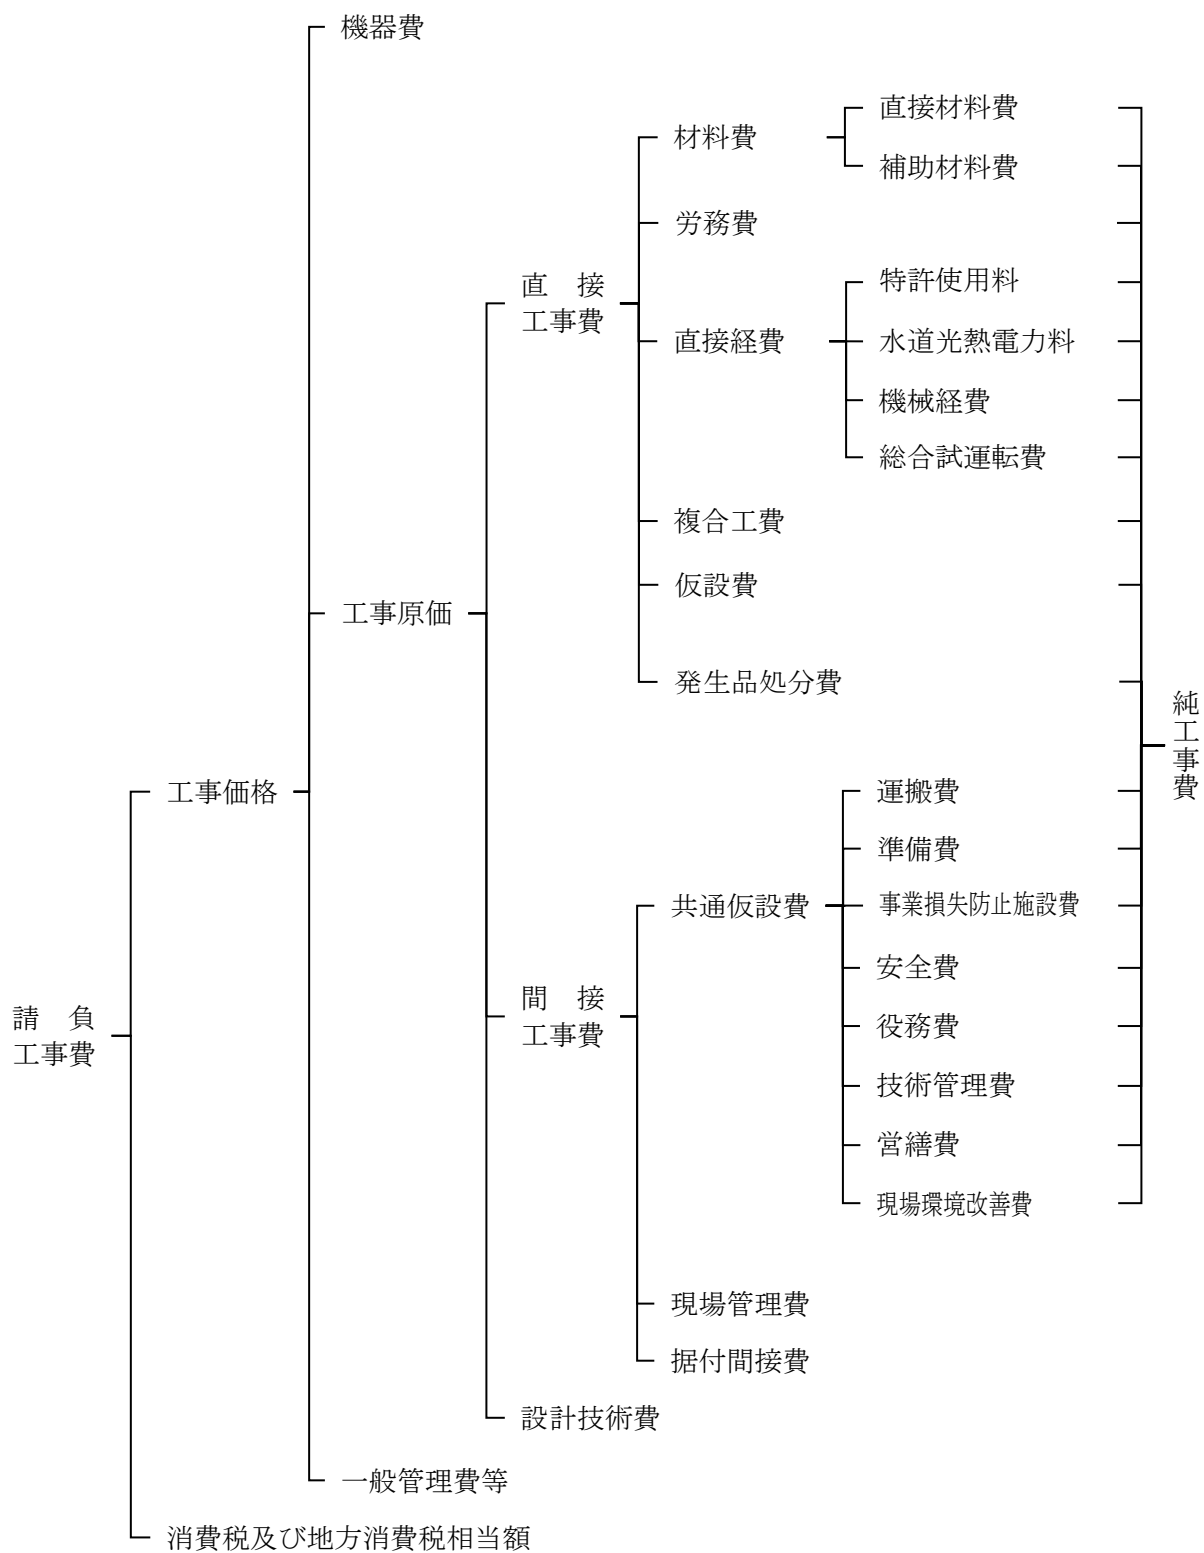 機器費
直接材料費
材料費
補助材料費
労務費
直　接
工事費
特許使用料
直接経費
水道光熱電力料
機械経費
総合試運転費
複合工費
仮設費
工事原価
発生品処分費
純工事費
工事価格
運搬費
準備費
共通仮設費
事業損失防止施設費
安全費
間　接
工事費
請　負
工事費
役務費
技術管理費
営繕費
現場環境改善費
現場管理費
据付間接費
設計技術費
一般管理費等
消費税及び地方消費税相当額